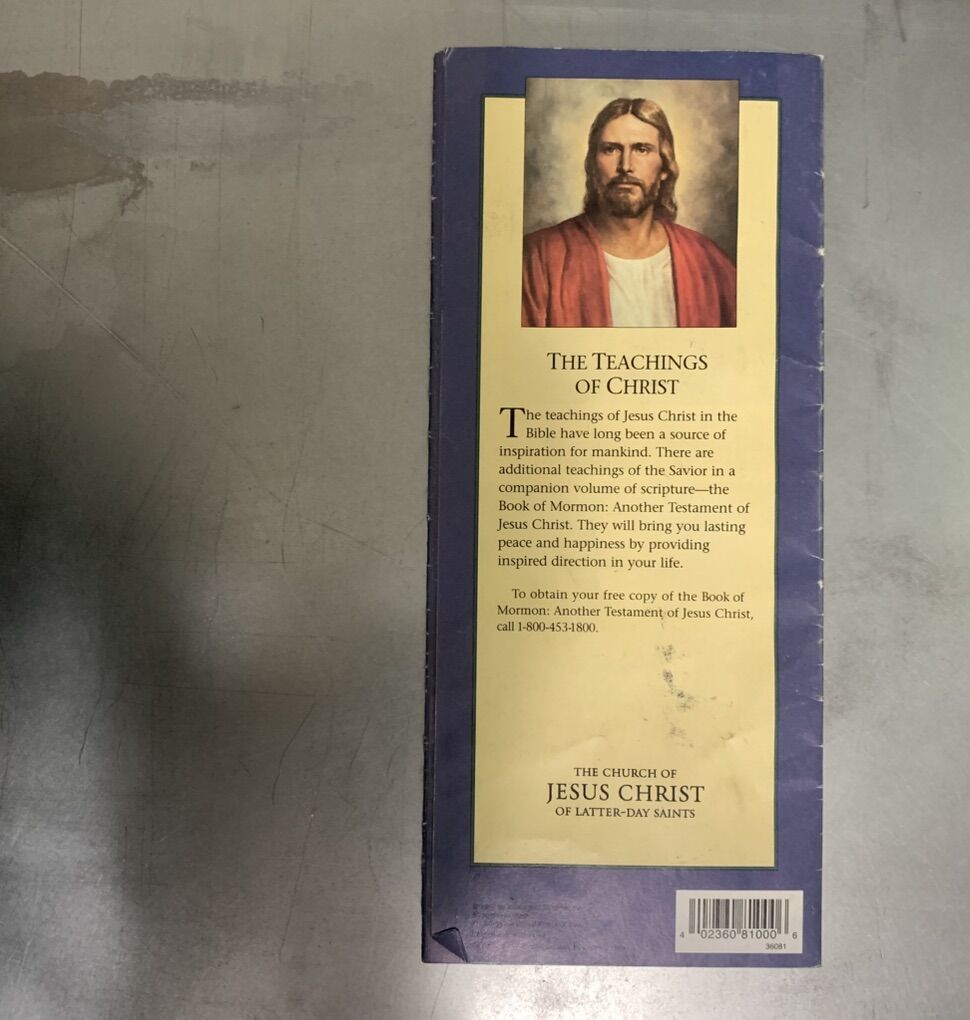 THE TEACHINGS
OF CHRIST
The teachings of Jesus Christ in the
Bible have long been a source of
inspiration for mankind. There are
additional teachings of the Savior in a
companion volume of scripture—the
Book of Mormon: Another Testament of
Jesus Christ. They will bring you lasting
peace and happiness by providing
inspired direction in your life.
To obtain your free copy of the Book of
Mormon: Another Testament of Jesus Christ,
call 1-800-453-1800.
THE CHURCH OF
JESUS CHRIST
OF LATTER-DAY SAINTS
4 02360 81000 6
36081